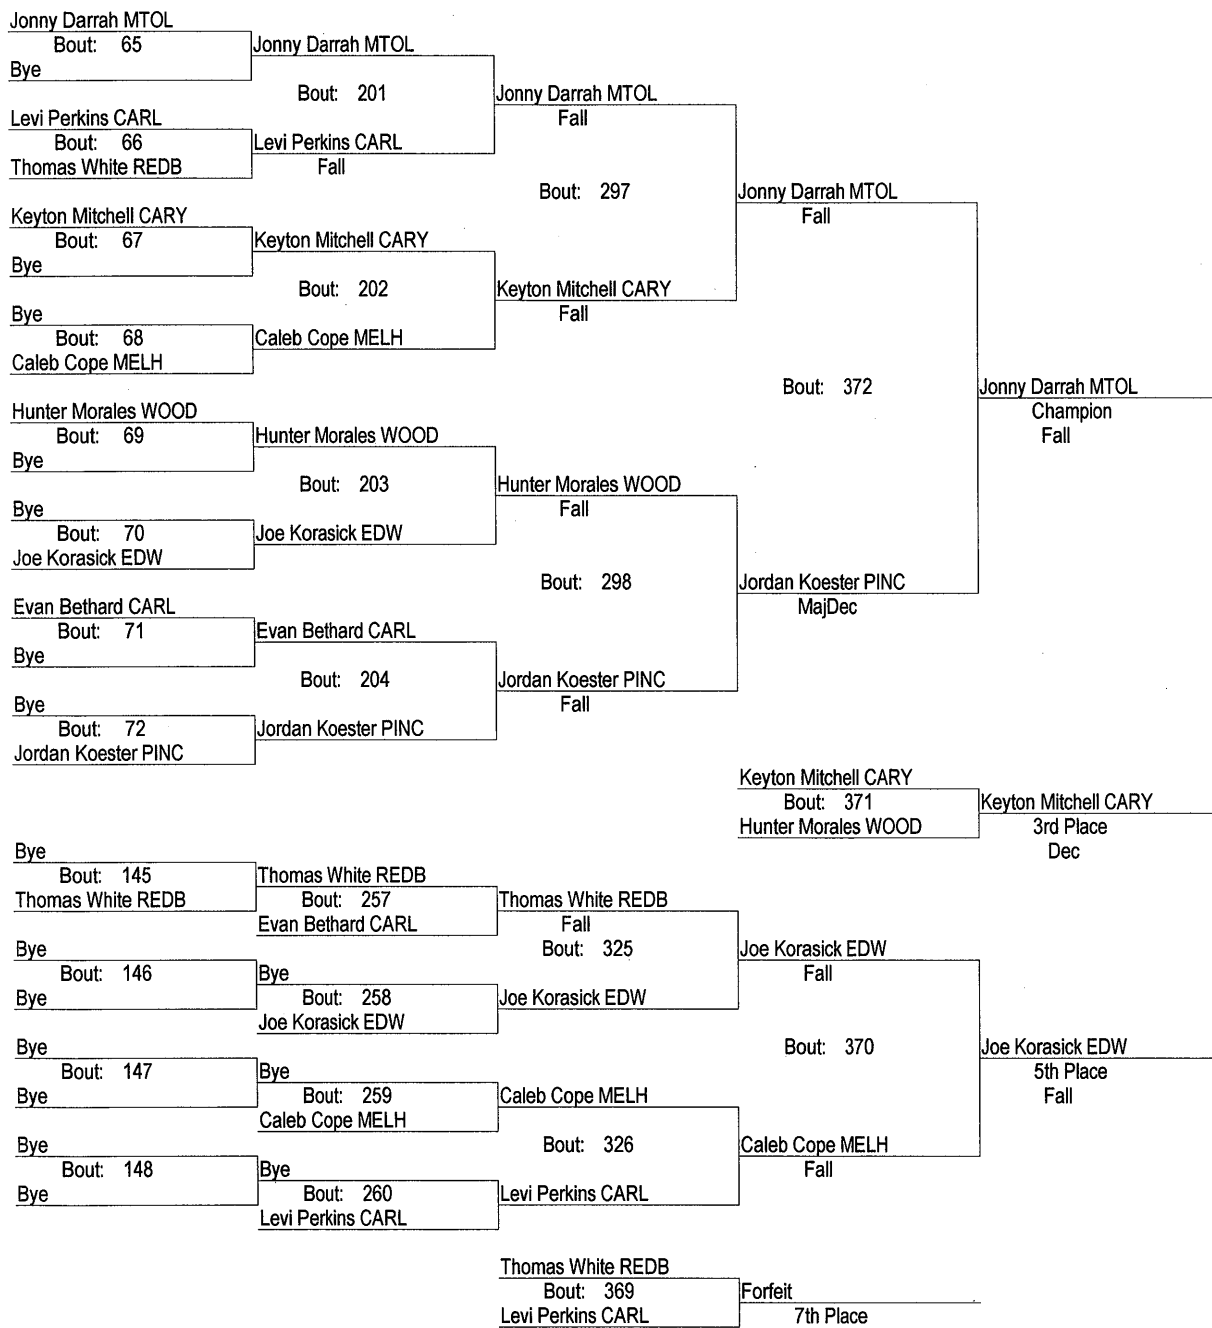 Jonny Darrah MTOL
Bout: 65
Bye
Jonny Darrah MTOL
Bout: 201
Levi Perkins CARL
Bout: 66
Thomas White REDB
Levi Perkins CARL
Fall
Jonny Darrah MTOL
Fall
Bout: 297
Keyton Mitchell CARY
Bout: 67
Bye
Keyton Mitchell CARY
Bout: 202
Bye
Bout: 68
Caleb Cope MELH
Caleb Cope MELH
Keyton Mitchell CARY
Fall
Jonny Darrah MTOL
Fall
Bout: 372
Jonny Darrah MTOL
Champion
Fall
Hunter Morales WOOD
Bout: 69
Bye
Hunter Morales WOOD
Bout: 203
Bye
Bout: 70
Joe Korasick EDW
Joe Korasick EDW
Hunter Morales WOOD
Fall
Bout: 298
Evan Bethard CARL
Bout: 71
Bye
Evan Bethard CARL
Bout: 204
Bye
Bout: 72
Jordan Koester PINC
Jordan Koester PINC
Jordan Koester PINC
Fall
Jordan Koester PINC
MajDec
Keyton Mitchell CARY
Bout: 371
Hunter Morales WOOD
Keyton Mitchell CARY
3rd Place
Dec
Bye
Bout: 145
Thomas White REDB
Thomas White REDB
Bout: 257
Evan Bethard CARL
Thomas White REDB
Fall
Bout: 325
Bye
Bout: 146
Bye
Bye
Bout: 258
Joe Korasick EDW
Joe Korasick EDW
Joe Korasick EDW
Fall
Bout: 370
Joe Korasick EDW
5th Place
Fall
Bye
Bout: 147
Bye
Bye
Bout: 259
Caleb Cope MELH
Caleb Cope MELH
Bout: 326
Bye
Bout: 148
Bye
Bye
Bout: 260
Levi Perkins CARL
Levi Perkins CARL
Caleb Cope MELH
Fall
Thomas White REDB
Bout: 369
Levi Perkins CARL
Forfeit
7th Place